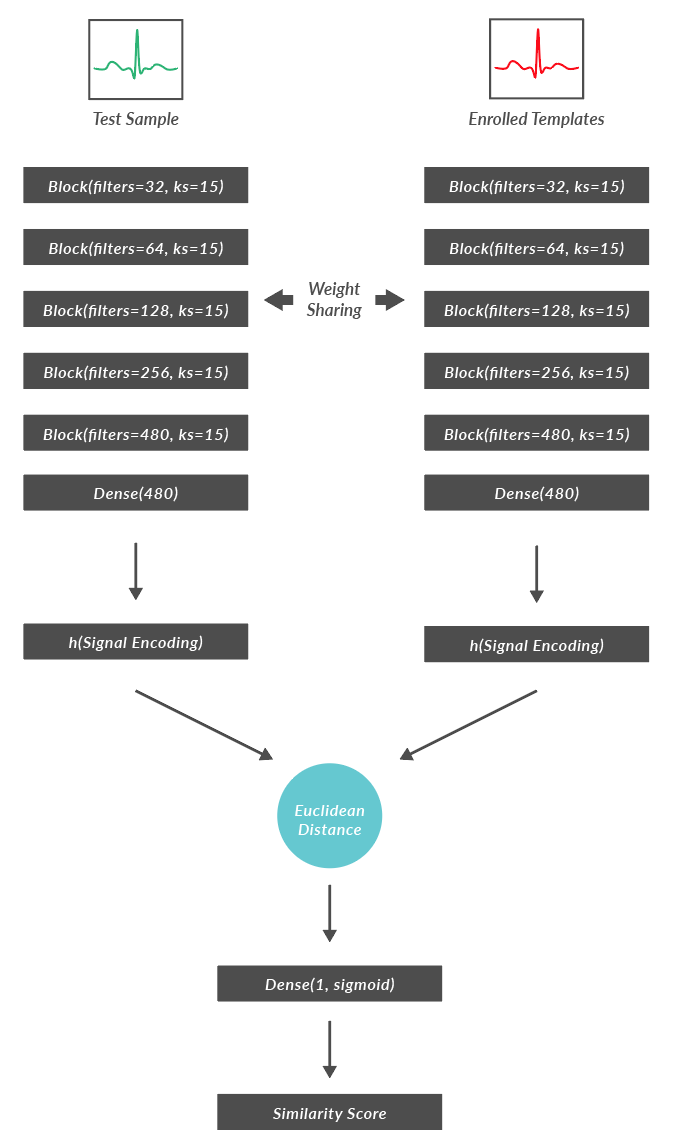 Test Sample
Enrolled Templates
Block(filters=32, ks=15)
Block(filters=32, ks=15)
Block(filters=64, ks=15)
Block(filters=64, ks=15)
Weight
Sharing
Block(filters=128, ks=15)
Block(filters=128, ks=15)
Block(filters=256, ks=15)
Block(filters=256, ks=15)
Block(filters=480, ks=15)
Block(filters=480, ks=15)
Dense(480)
Dense(480)
h(Signal Encoding)
h(Signal Encoding)
Euclidean
Distance
Dense(1, sigmoid)
Similarity Score